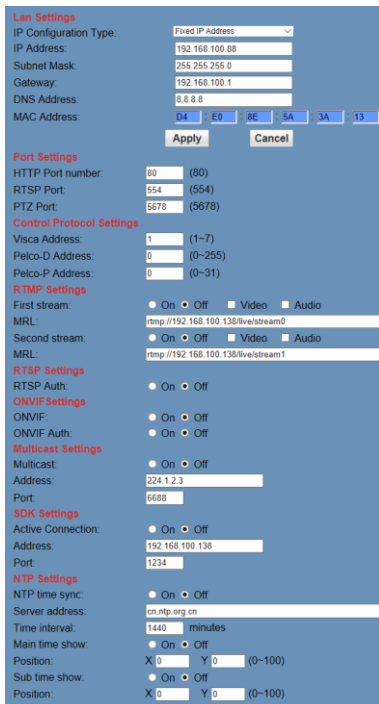 Lan Settings
IP Configuration Type: Fixed IP Address
IP Address: 192.168.100.88
Subnet Mask: 255.255.255.0
Gateway: 192.168.100.1
DNS Address: 8.8.8.8
MAC Address: D4 : E0 : 8E : 5A : 3A : 13
Apply Cancel
Port Settings
HTTP Port number: 80 (80)
RTSP Port: 554 (554)
PTZ Port: 5678 (5678)
Control Protocol Settings
Visca Address: 1 (1~7)
Pelco-D Address: 0 (0~255)
Pelco-P Address: 0 (0~31)
RTMP Settings
First stream: On Off Video Audio
MRL: rtmp://192.168.100.138/live/stream0
Second stream: On Off Video Audio
MRL: rtmp://192.168.100.138/live/stream1
RTSP Settings
RTSP Auth: On Off
ONVIFSettings
ONVIF: On Off
ONVIF Auth: On Off
Multicast Settings
Multicast: On Off
Address: 224.1.2.3
Port: 6688
SDK Settings
Active Connection: On Off
Address: 192.168.100.138
Port: 1234
NTP Settings
NTP time sync: On Off
Server address: cn.ntp.org.cn
Time interval: 1440 minutes
Main time show: On Off
Position: X 0 Y 0 (0~100)
Sub time show: On Off
Position: X 0 Y 0 (0~100)